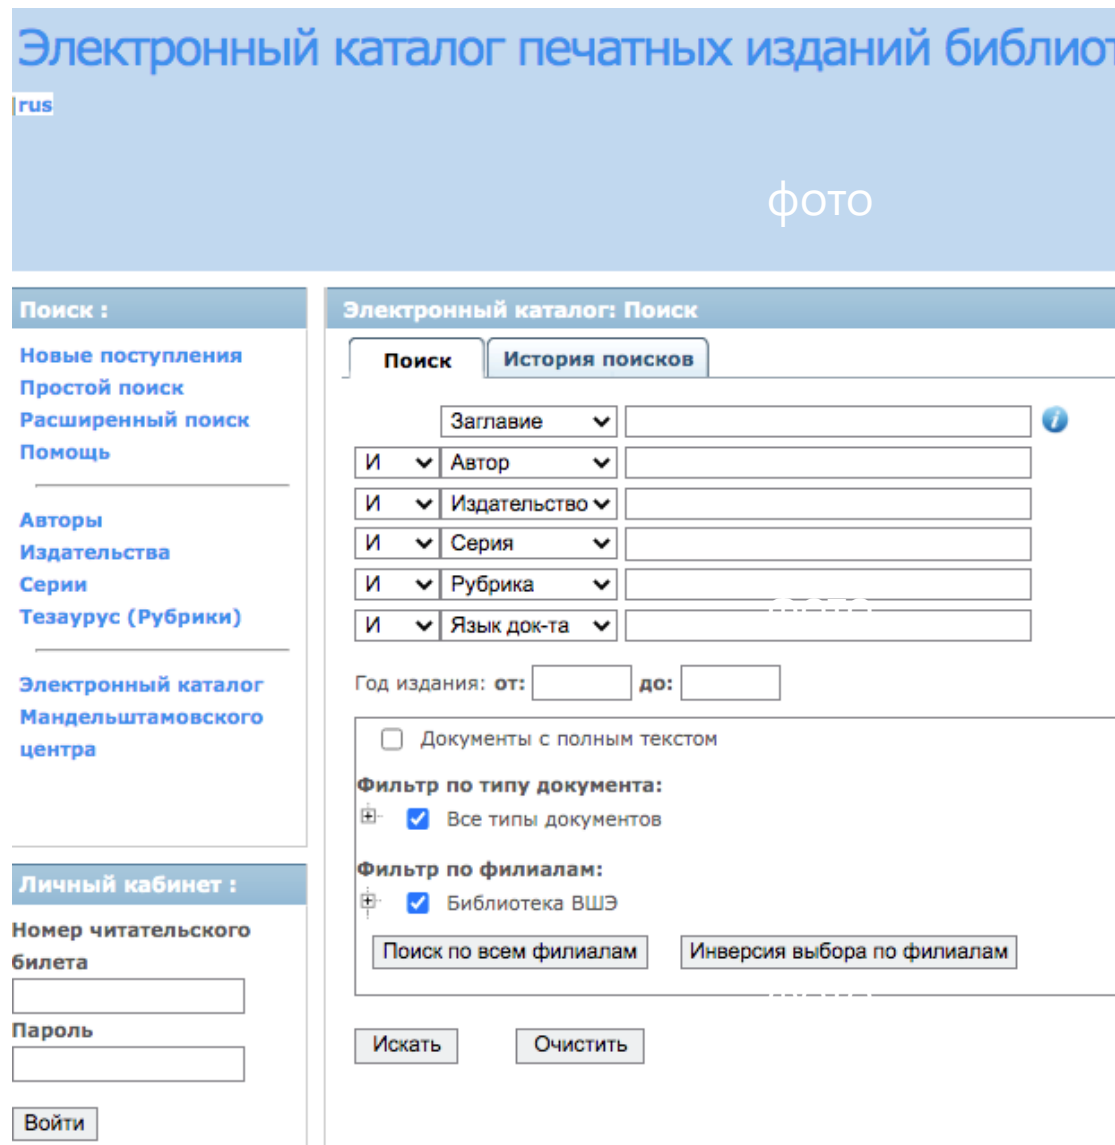 Электронный каталог печатных изданий
rus
фото
Поиск :
Новые поступления
Простой поиск
Расширенный поиск
Помощь
Авторы
Издательства
Серии
Тезаурус (Рубрики)
Электронный каталог
Мандельштамовского
центра
Личный кабинет :
Номер читательского
билета
Пароль
Войти
Электронный каталог: Поиск
Поиск История поисков
Заглавие
И Автор
И Издательство
И Серия
И Рубрика
И Язык док-та
Год издания: от: до:
Документы с полным текстом
Фильтр по типу документа:
Все типы документов
Фильтр по филиалам:
Библиотека ВШЭ
Поиск по всем филиалам Инверсия выбора по филиалам
Искать Очистить